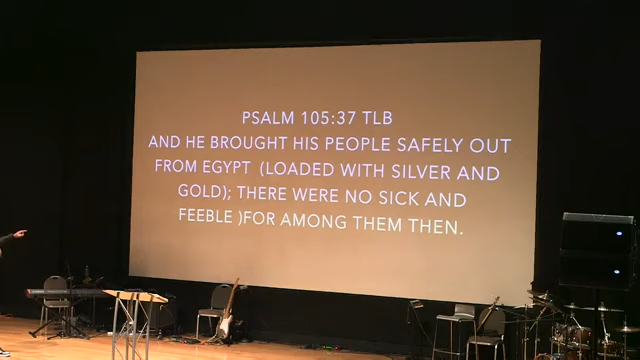 PSALM 105:37 TLB
AND HE BROUGHT HIS PEOPLE SAFELY OUT
FROM EGYPT (LOADED WITH SILVER AND
GOLD); THERE WERE NO SICK AND
FEEBLE )FOR AMONG THEM THEN.